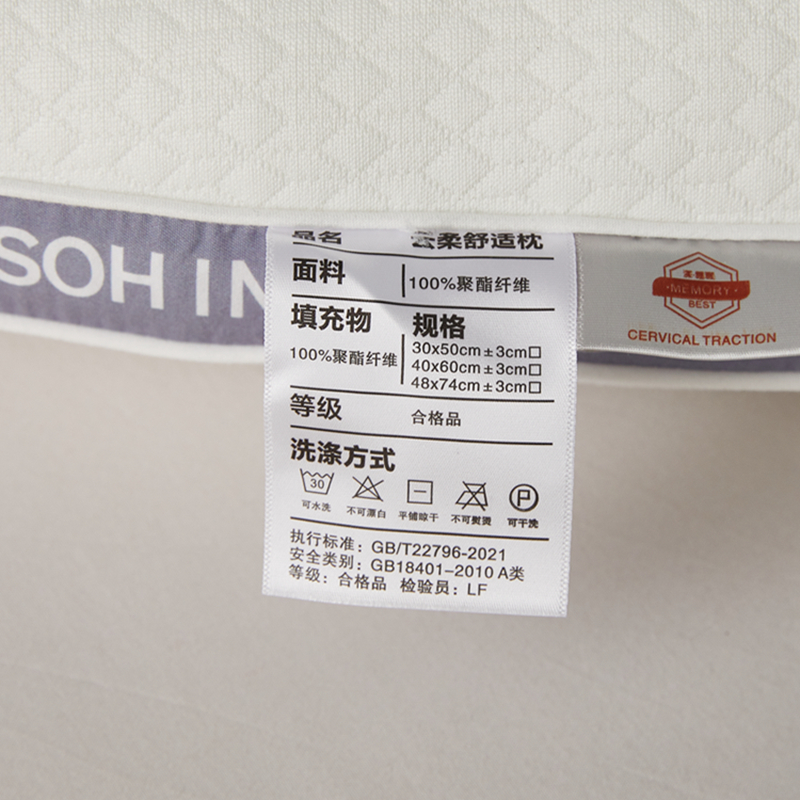 SOH IN
品名 云柔舒适枕
面料 100%聚酯纤维
填充物 规格
100%聚酯纤维
30x50cm±3cm□
40x60cm±3cm□
48x74cm±3cm□
等级 合格品
洗涤方式
30
P
可水洗 不可漂白 平铺晾干 不可熨烫 可干洗
执行标准：GB/T22796-2021
安全类别：GB18401-2010 A类
等级：合格品 检验员：LF
MEMORY
BEST
CERVICAL TRACTION